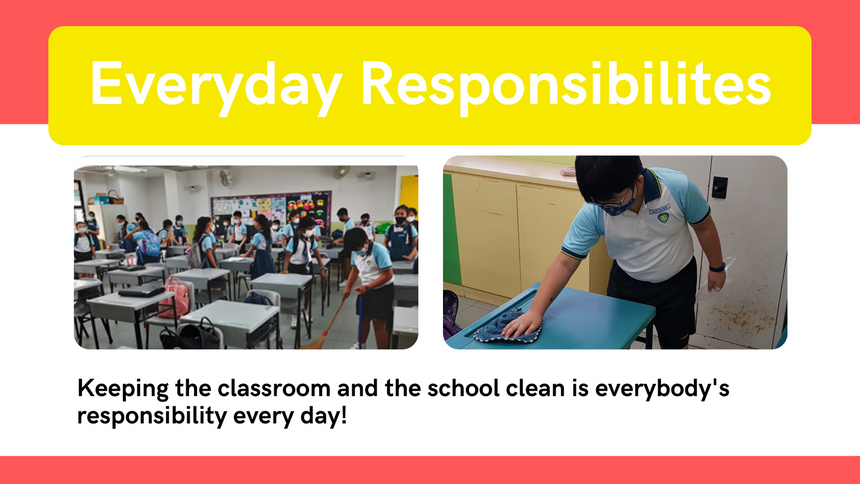 Everyday Responsibilites
Keeping the classroom and the school clean is everybody's
responsibility every day!